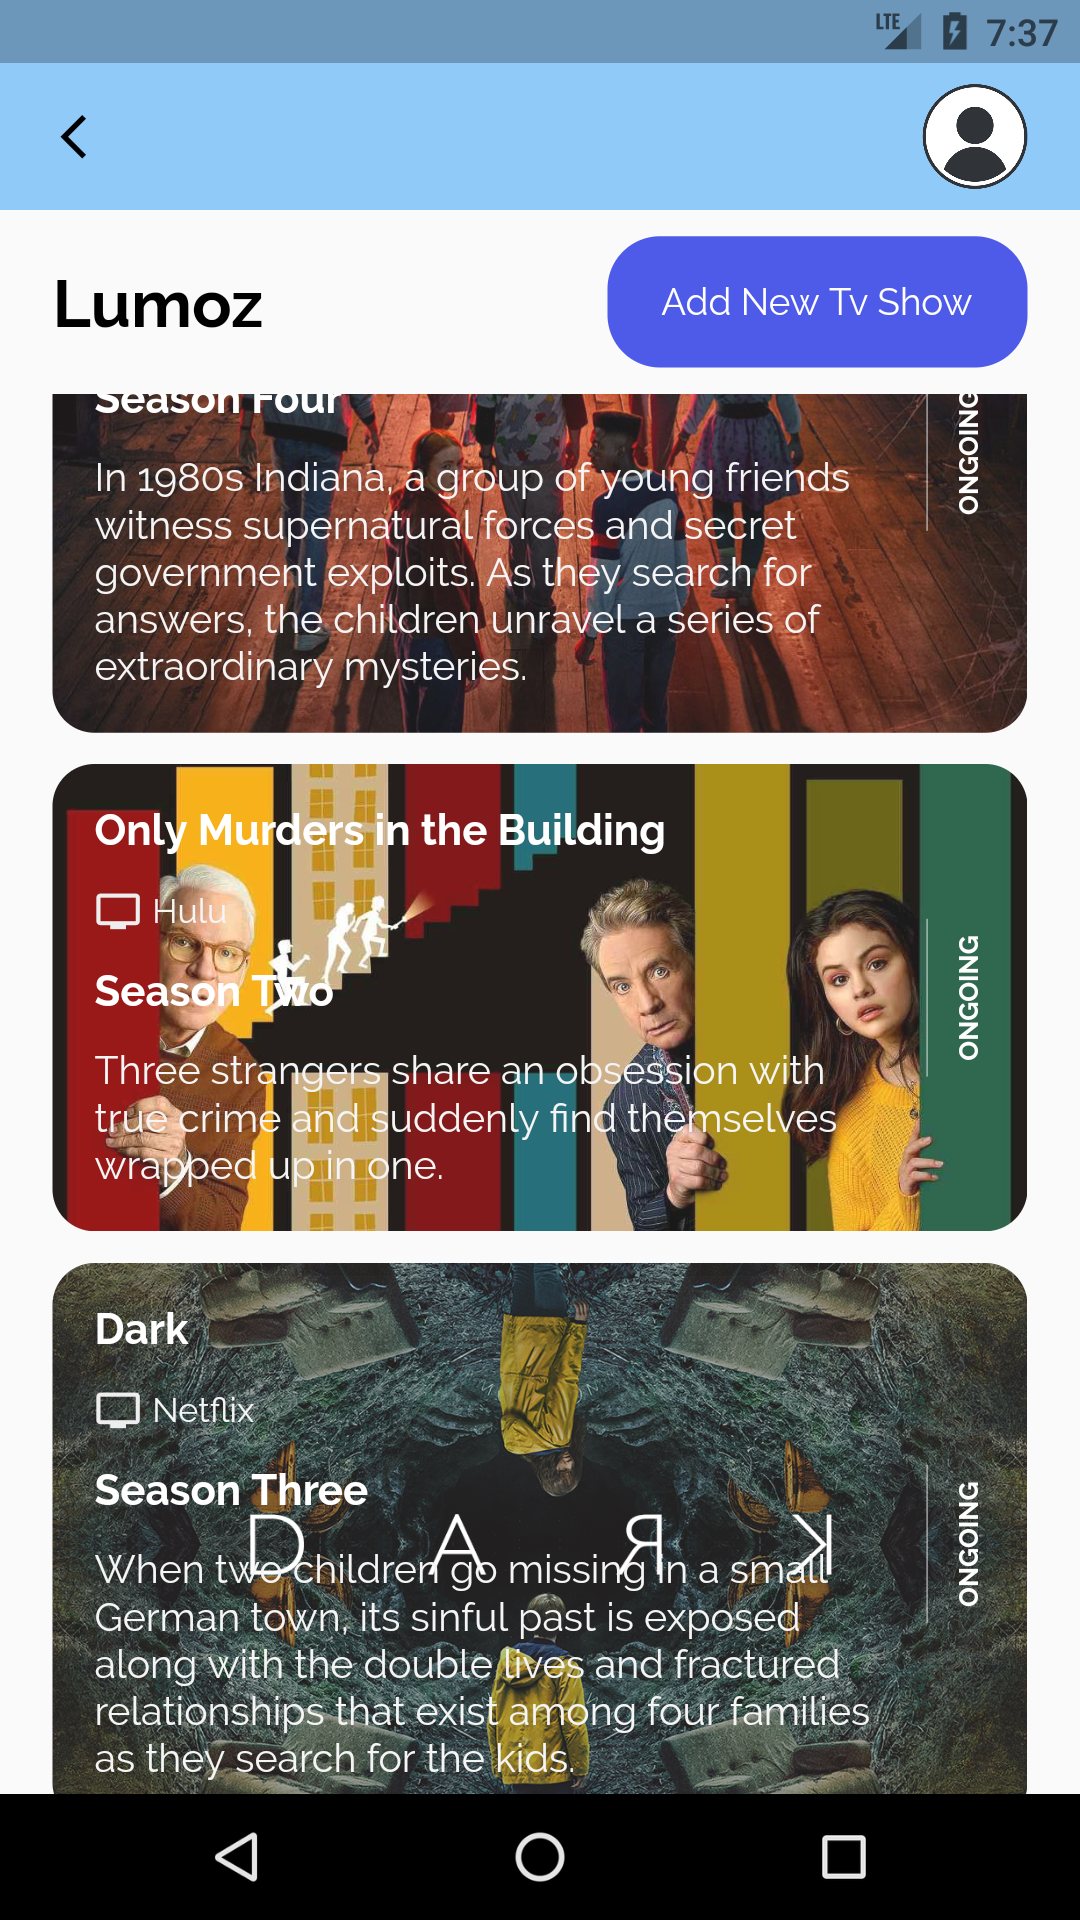 LTE 7:37
Lumoz
Add New Tv Show
Season Four
In 1980s Indiana, a group of young friends
witness supernatural forces and secret
government exploits. As they search for
answers, the children unravel a series of
extraordinary mysteries.
ONGOING
Only Murders in the Building
Hulu
Season Two
Three strangers share an obsession with
true crime and suddenly find themselves
wrapped up in one.
ONGOING
Dark
Netflix
Season Three
DARK
When two children go missing in a small
German town, its sinful past is exposed
along with the double lives and fractured
relationships that exist among four families
as they search for the kids.
ONGOING